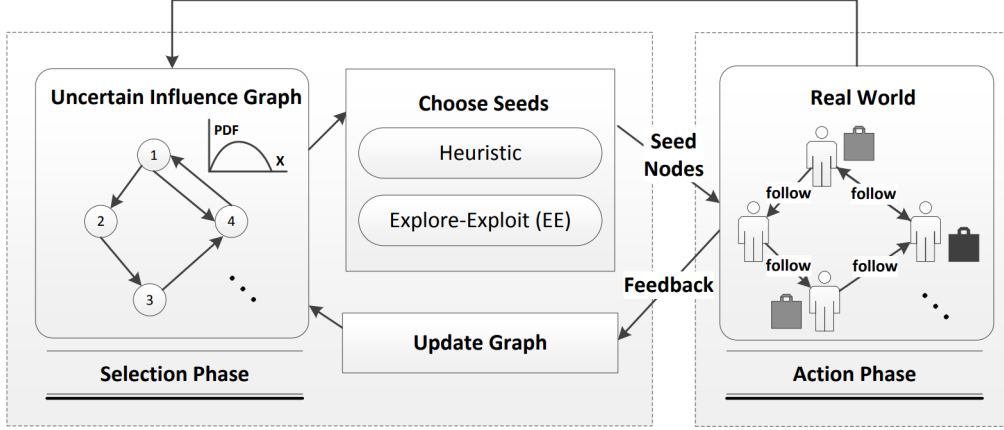 Uncertain Influence Graph
PDF
X
1
2
4
3
Selection Phase
Choose Seeds
Heuristic
Explore-Exploit (EE)
Update Graph
Seed
Nodes
Feedback
Real World
follow
follow
follow
follow
Action Phase